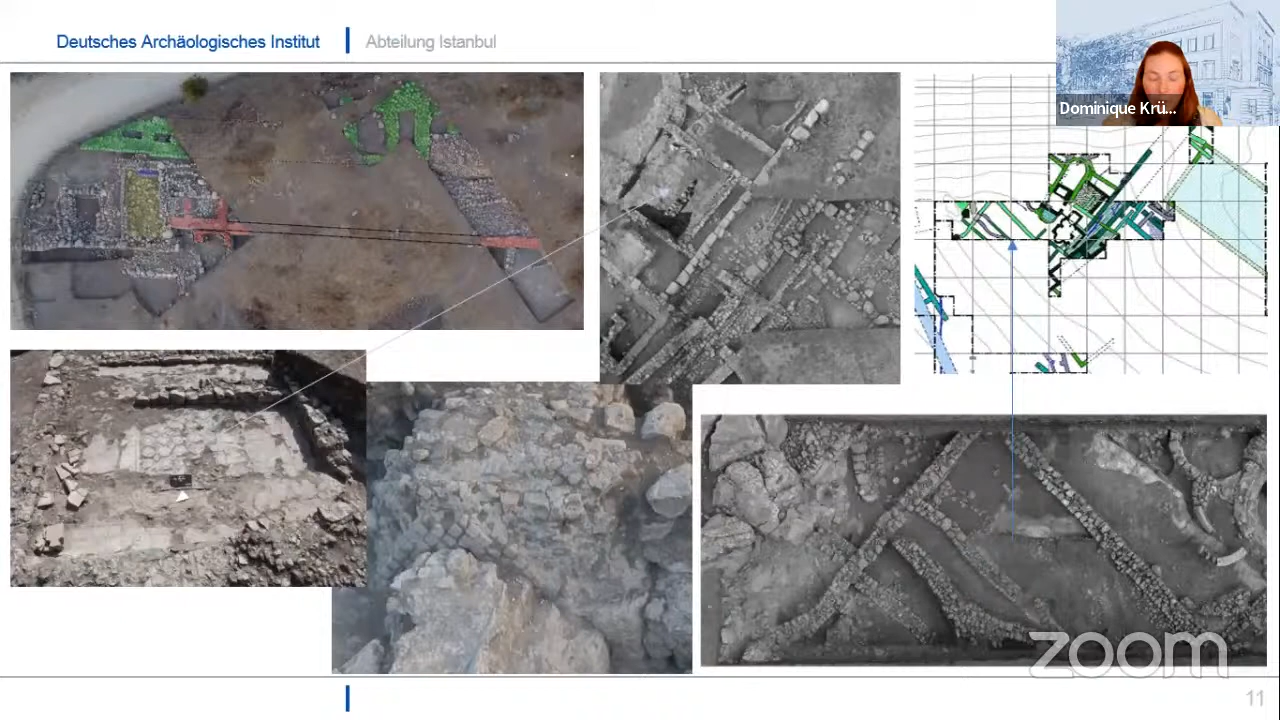 Deutsches Archäologisches Institut
Abteilung Istanbul
Dominique Krü...
zoom
11